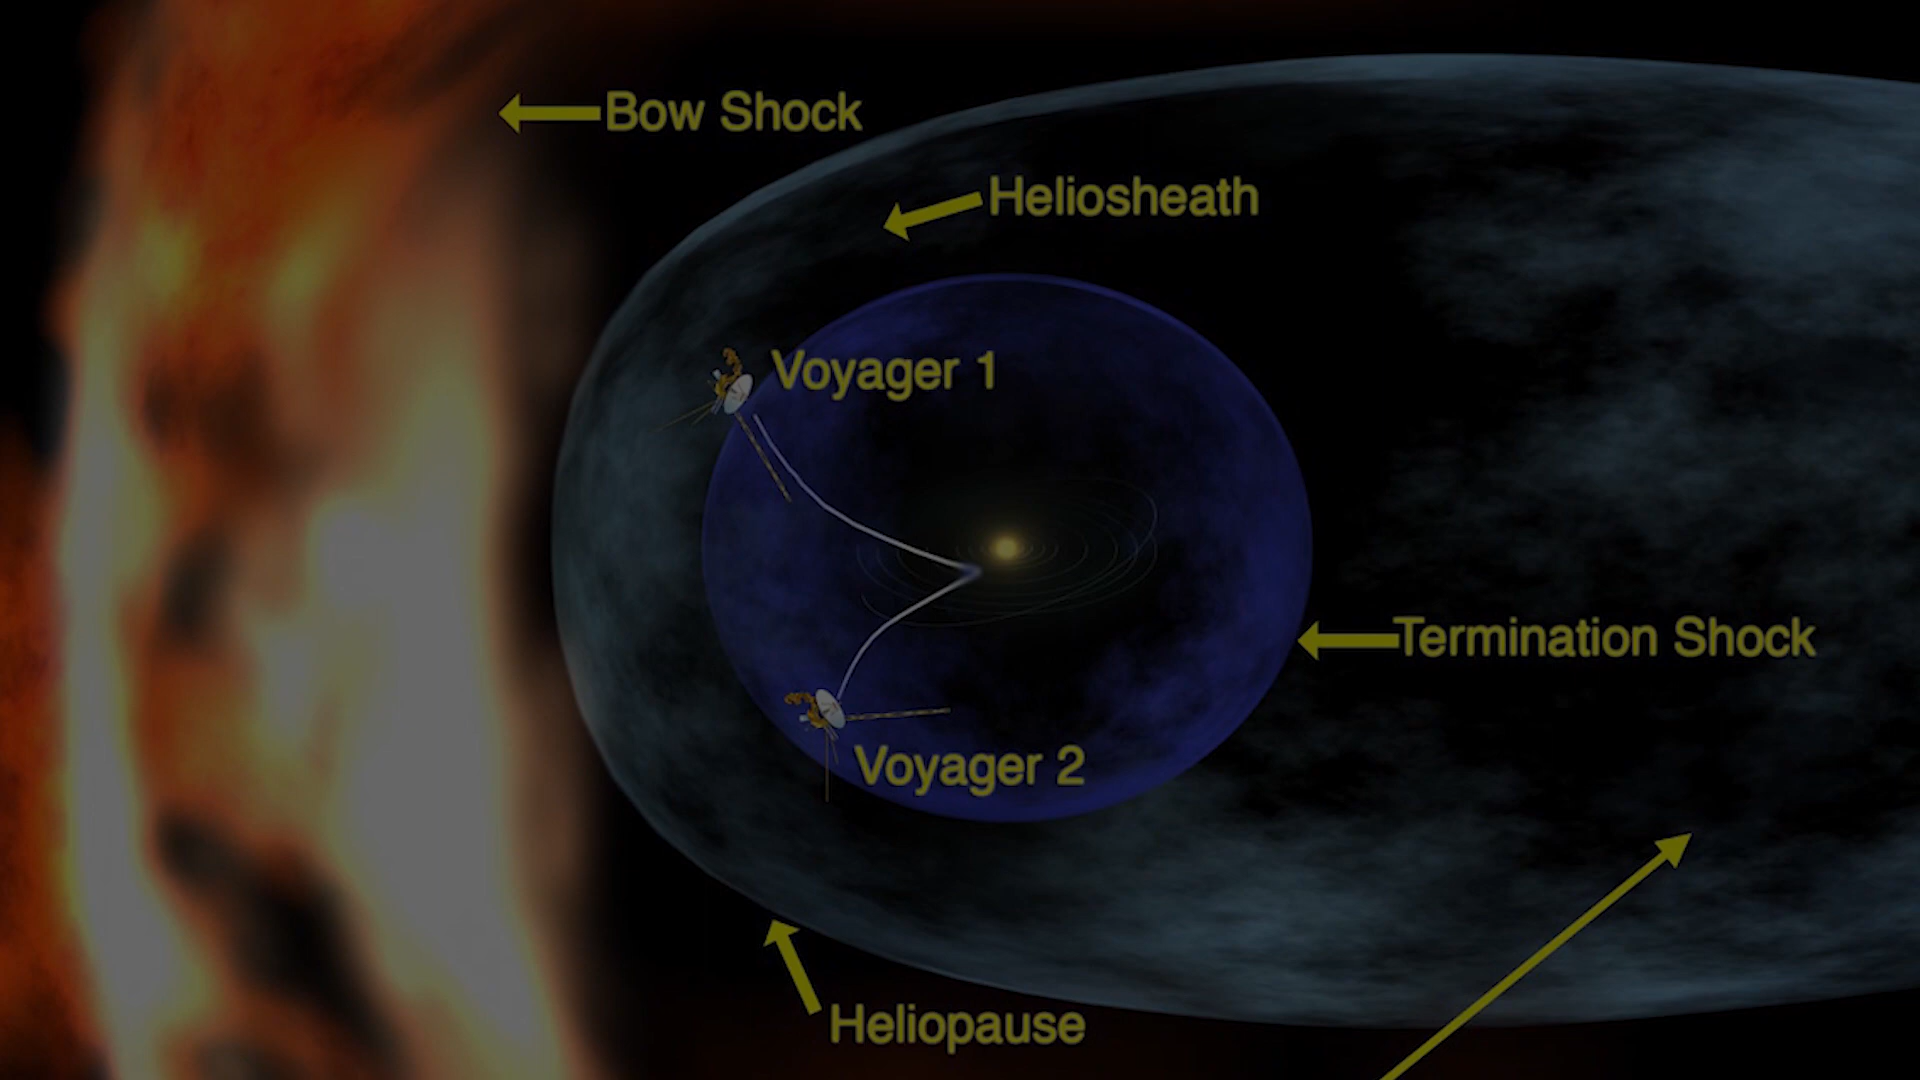 Bow Shock
Heliosheath
Voyager 1
Termination Shock
Voyager 2
Heliopause